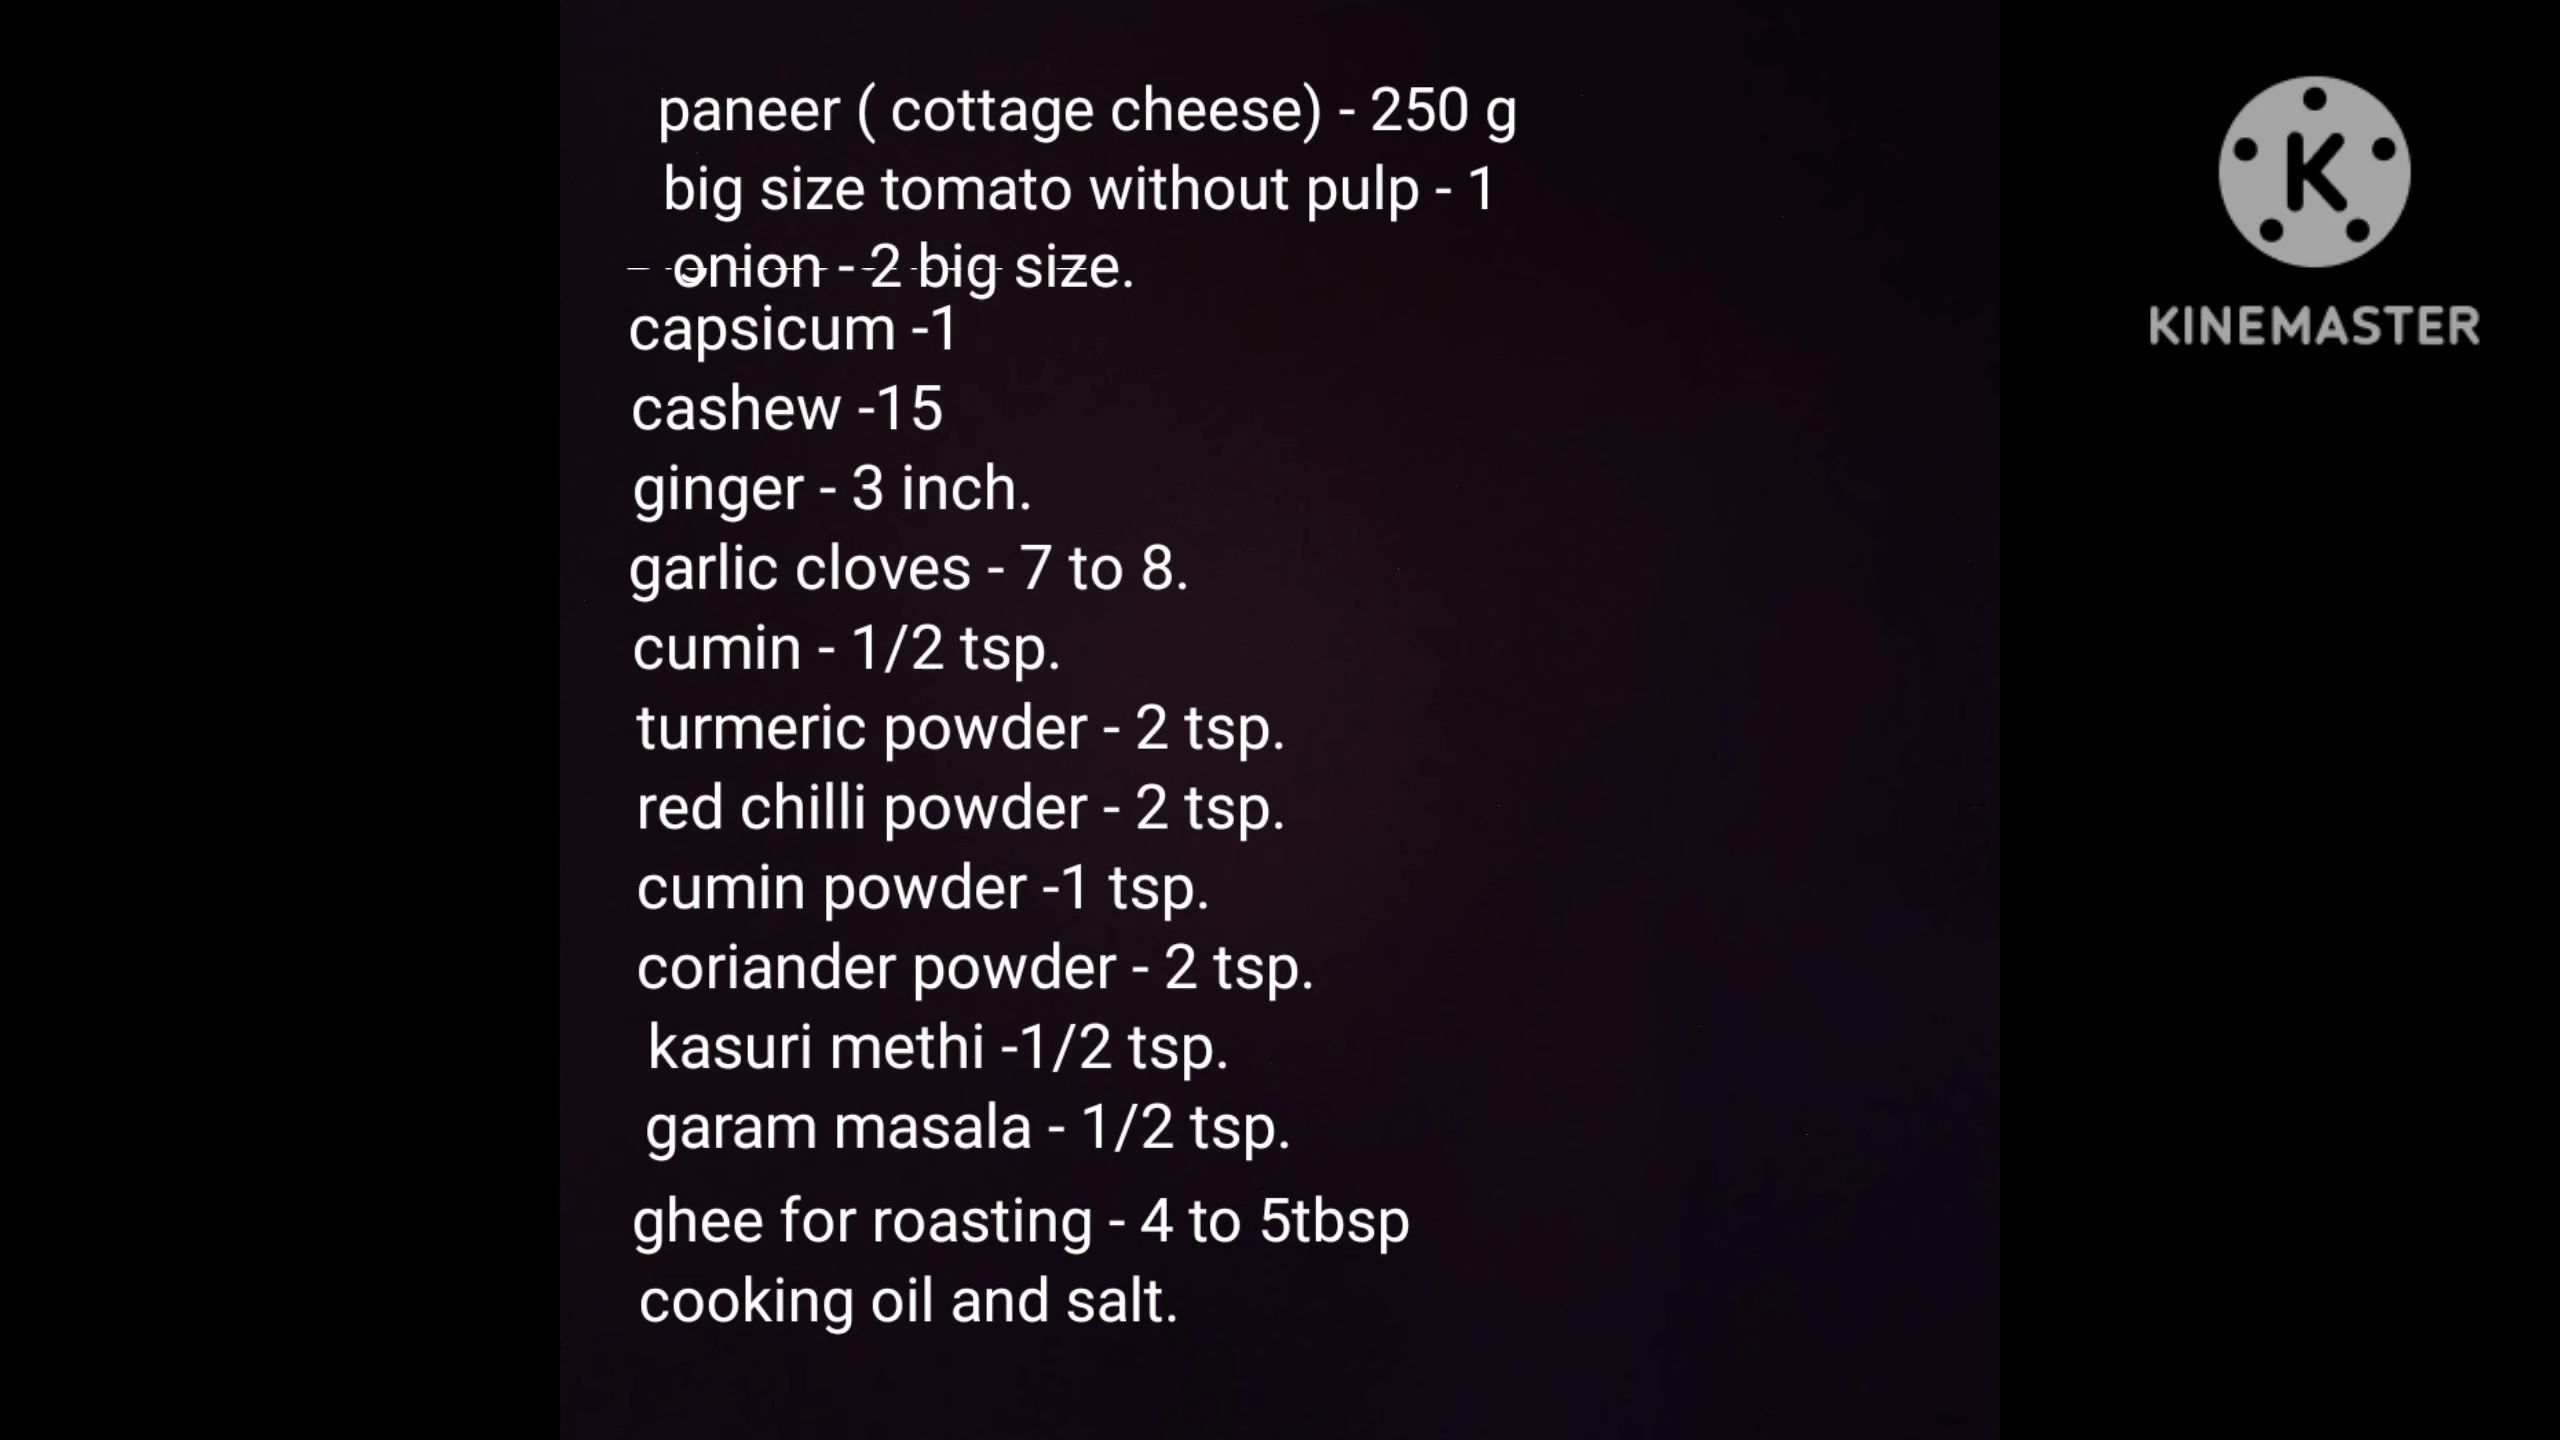 paneer ( cottage cheese) - 250 g
big size tomato without pulp - 1
onion - 2 big size.
capsicum -1
cashew -15
ginger - 3 inch.
garlic cloves - 7 to 8.
cumin - 1/2 tsp.
turmeric powder - 2 tsp.
red chilli powder - 2 tsp.
cumin powder -1 tsp.
coriander powder - 2 tsp.
kasuri methi -1/2 tsp.
garam masala - 1/2 tsp.
ghee for roasting - 4 to 5tbsp
cooking oil and salt.
K
KINEMASTER